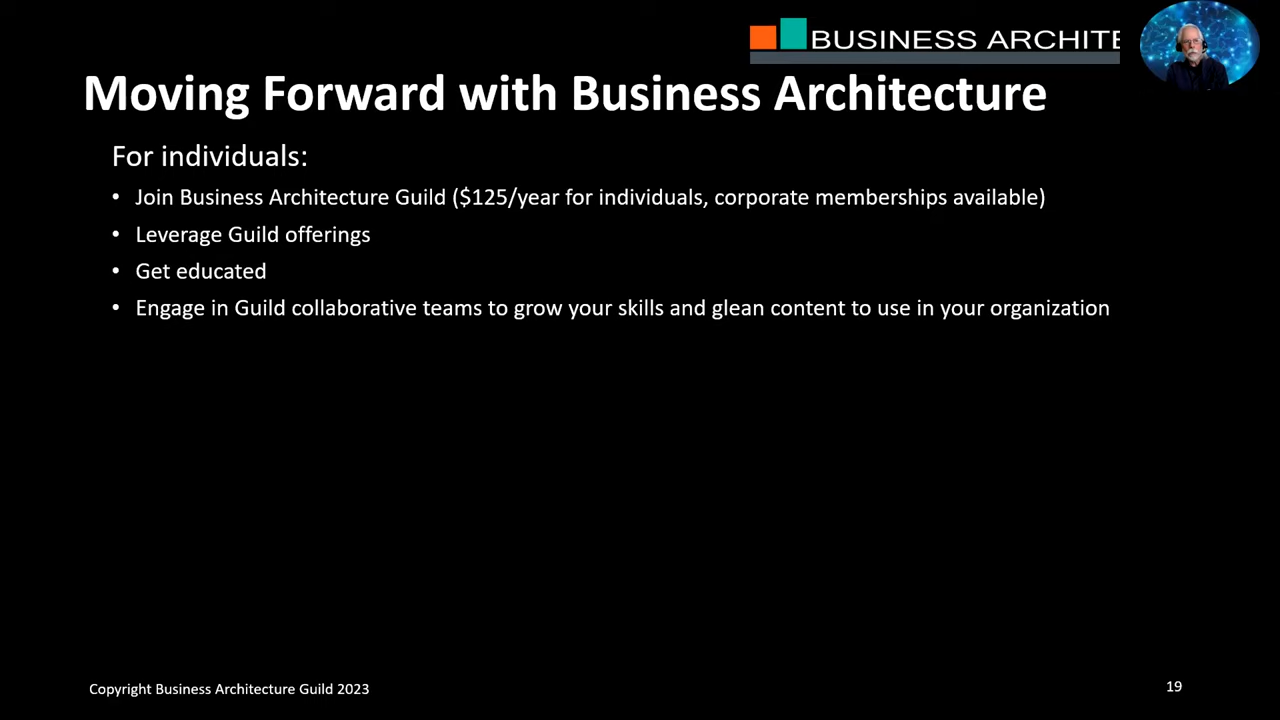 BUSINESS ARCHITE
Moving Forward with Business Architecture
For individuals:
• Join Business Architecture Guild ($125/year for individuals, corporate memberships available)
• Leverage Guild offerings
• Get educated
• Engage in Guild collaborative teams to grow your skills and glean content to use in your organization
Copyright Business Architecture Guild 2023
19